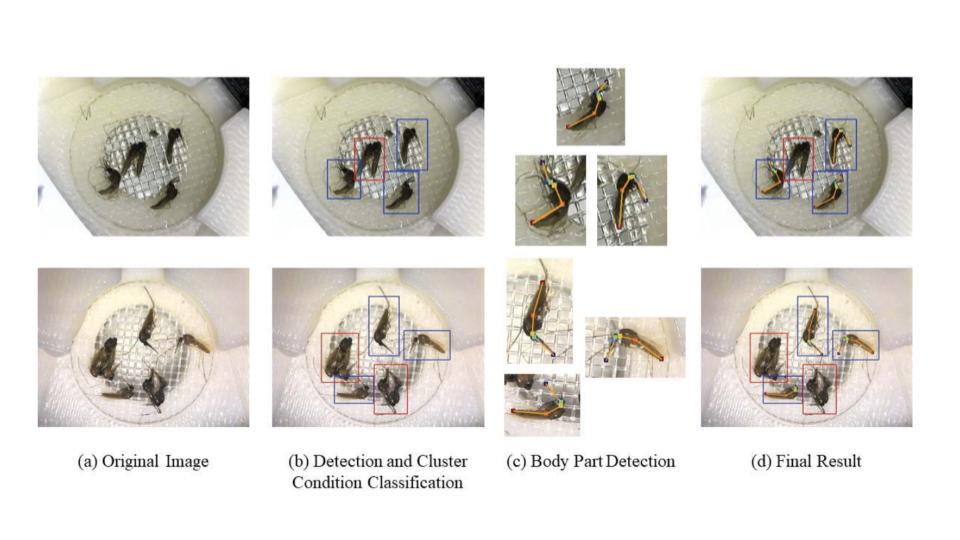 (a) Original Image
(b) Detection and Cluster
Condition Classification
(c) Body Part Detection
(d) Final Result